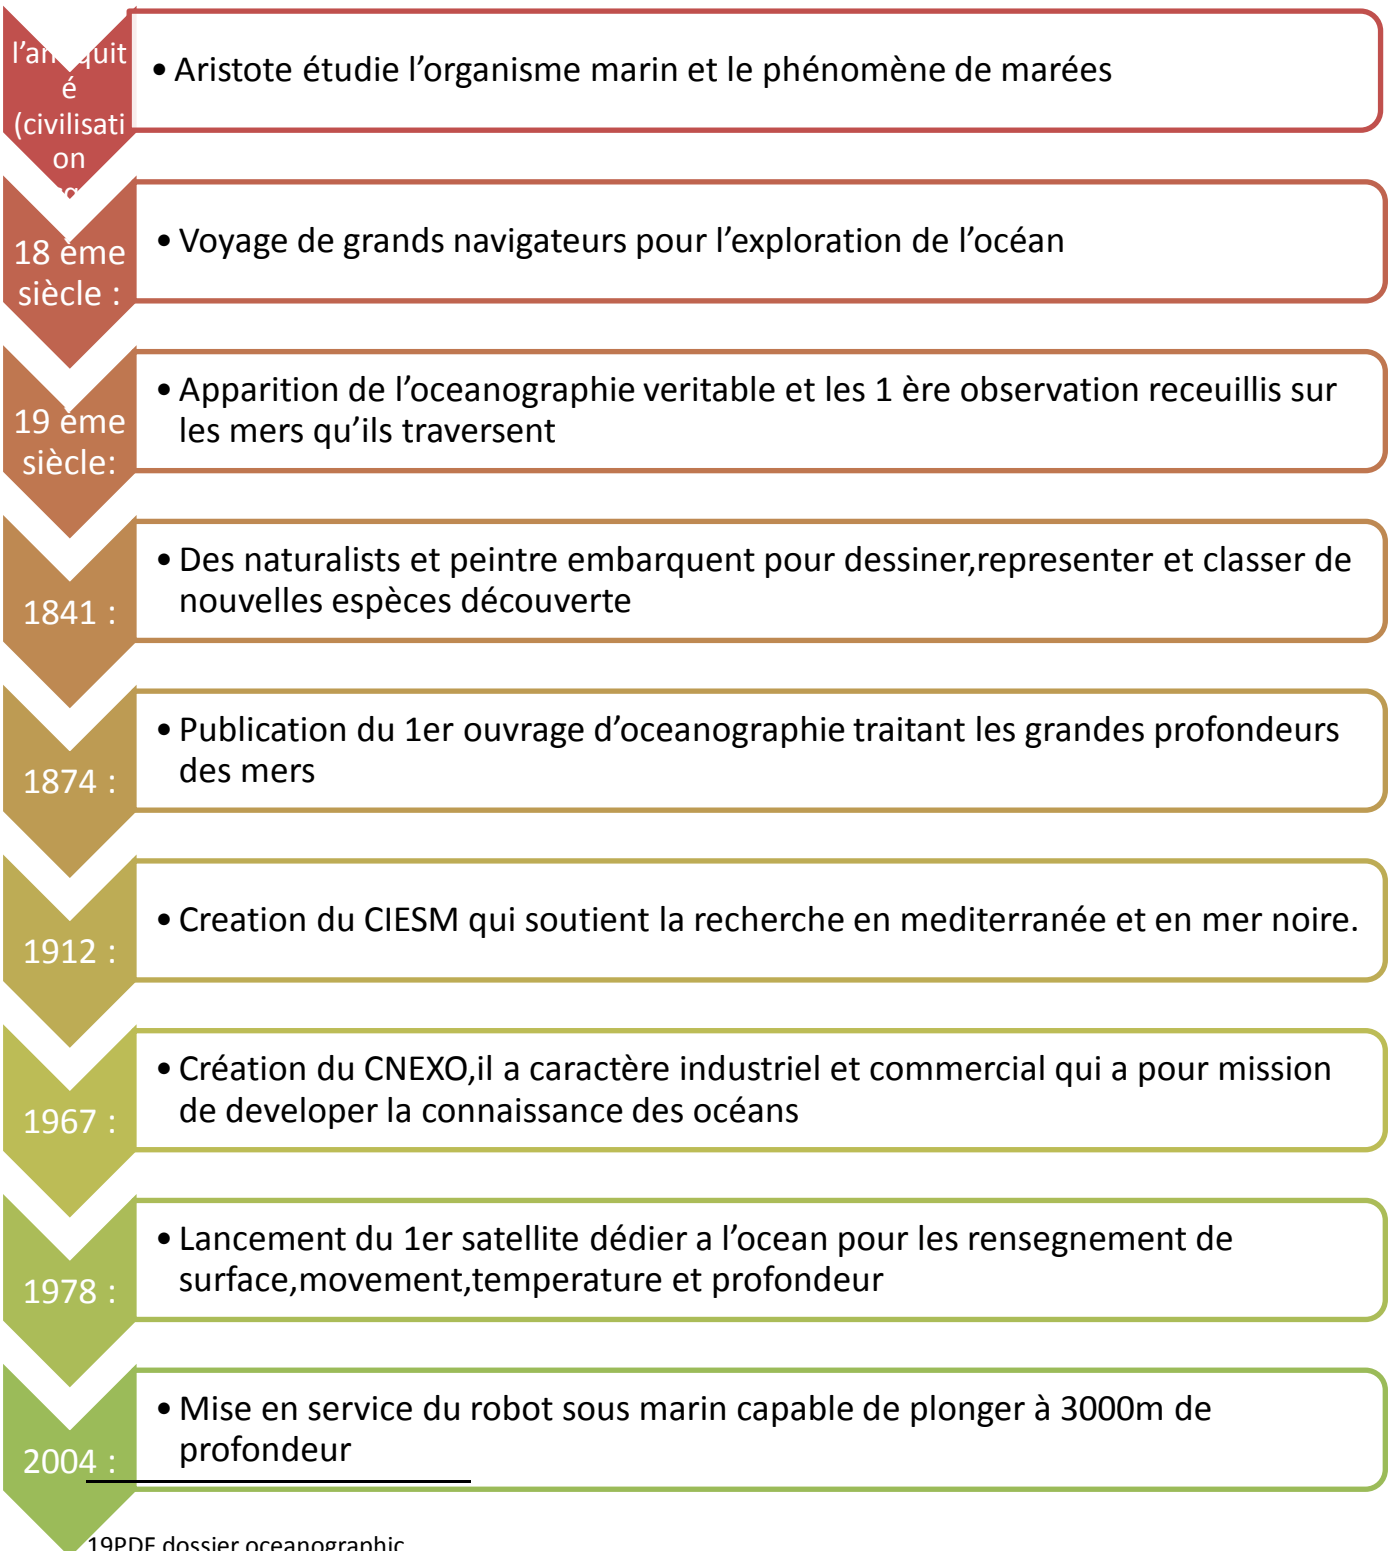 l’antiquit
é
(civilisati
on
• Aristote étudie l’organisme marin et le phénomène de marées
18 ème
siècle :
• Voyage de grands navigateurs pour l’exploration de l’océan
19 ème
siècle:
• Apparition de l’oceanographie veritable et les 1 ère observation receuillis sur
les mers qu’ils traversent
1841 :
• Des naturalists et peintre embarquent pour dessiner,representer et classer de
nouvelles espèces découverte
1874 :
• Publication du 1er ouvrage d’oceanographie traitant les grandes profondeurs
des mers
1912 :
• Creation du CIESM qui soutient la recherche en mediterranée et en mer noire.
1967 :
• Création du CNEXO,il a caractère industriel et commercial qui a pour mission
de developer la connaissance des océans
1978 :
• Lancement du 1er satellite dédier a l’ocean pour les rensegnement de
surface,movement,temperature et profondeur
2004 :
• Mise en service du robot sous marin capable de plonger à 3000m de
profondeur
19PDF dossier oceanographic